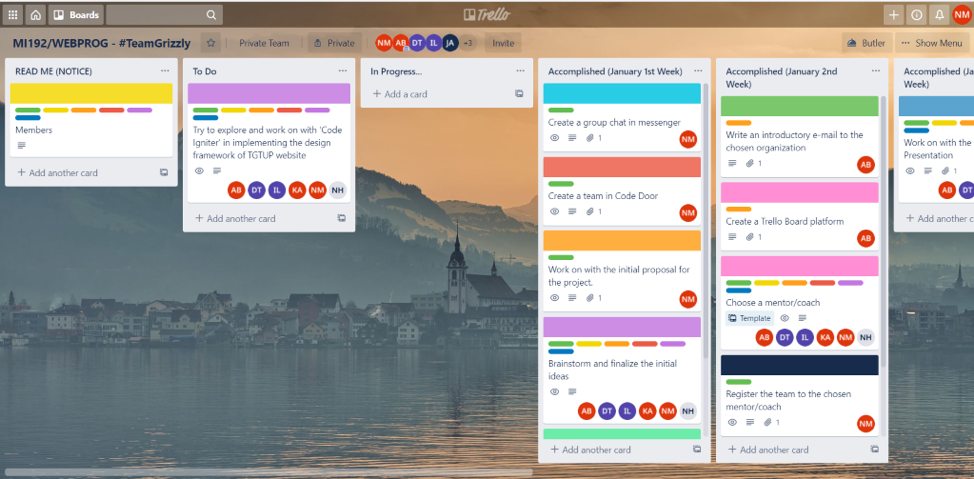 Boards
Trello
NM
MI192/WEBPROG - #TeamGrizzly
Private Team
Private
NM AB DT IL JA +3
Invite
Butler
... Show Menu
READ ME (NOTICE)
Members
+ Add another card
To Do
Try to explore and work on with 'Code
Igniter' in implementing the design
framework of TGTUP website
AB DT IL KA NM NH
+ Add another card
In Progress...
+ Add a card
Accomplished (January 1st Week)
Create a group chat in messenger
1
NM
Create a team in Code Door
1
NM
Work on with the initial proposal for
the project.
1
NM
Brainstorm and finalize the initial
ideas
AB DT IL KA NM NH
+ Add another card
Accomplished (January 2nd
Week)
Write an introductory e-mail to the
chosen organization
1
AB
Create a Trello Board platform
1
AB
Choose a mentor/coach
Template
AB DT IL KA NM NH
Register the team to the chosen
mentor/coach
1
NM
+ Add another card
Accomplished (Ja
Week)
Work on with the
Presentation
1
AB DT
+ Add another c